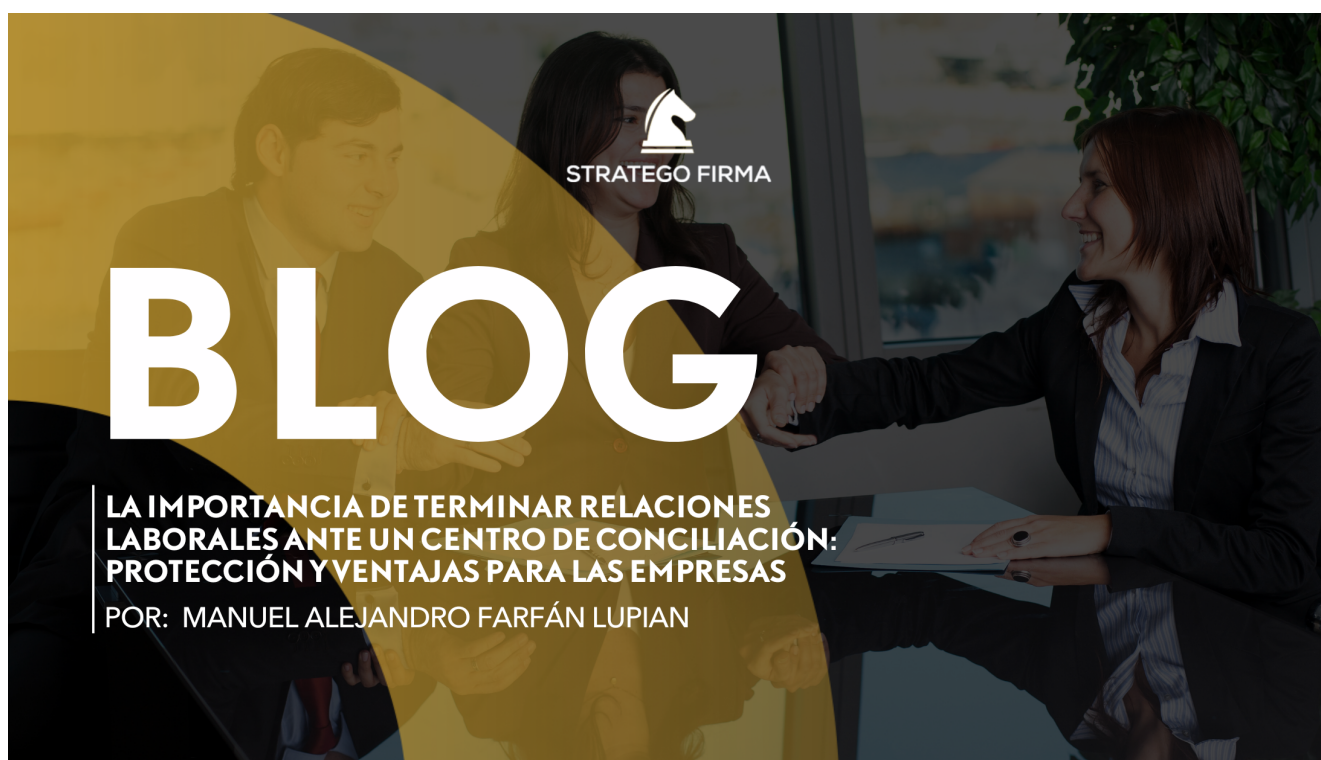 STRATEGO FIRMA
BLOG
LA IMPORTANCIA DE TERMINAR RELACIONES
LABORALES ANTE UN CENTRO DE CONCILIACIÓN:
PROTECCIÓN Y VENTAJAS PARA LAS EMPRESAS
POR: MANUEL ALEJANDRO FARFÁN LUPIAN